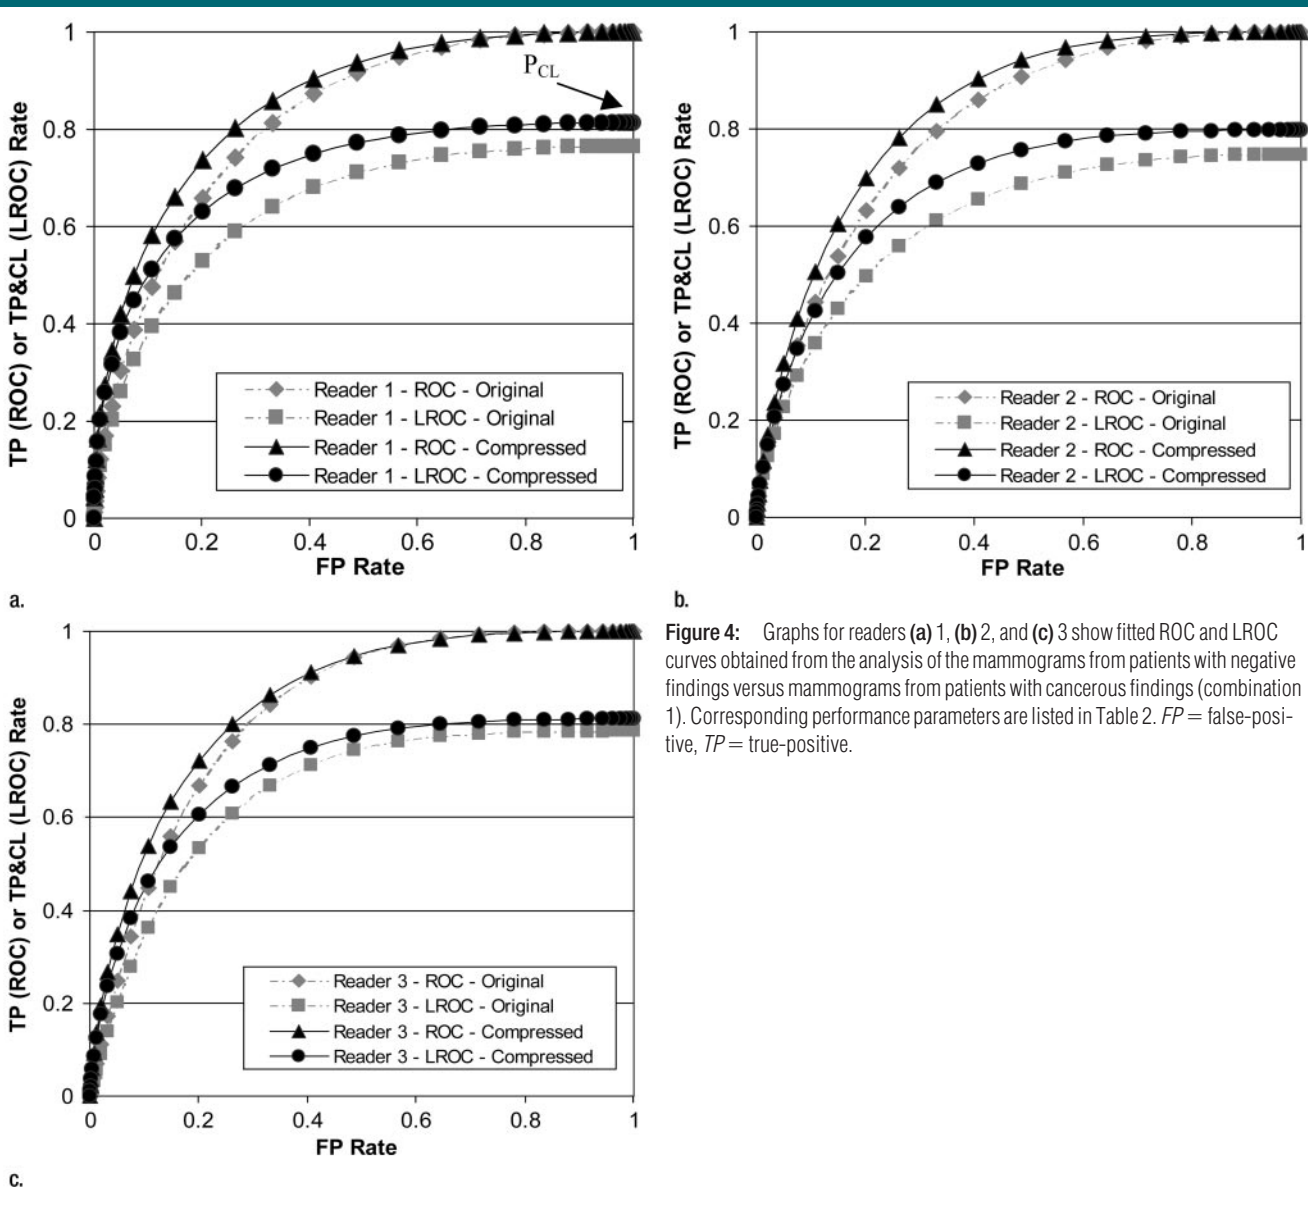 TP (ROC) or TP&CL (LROC) Rate
1
0.8
0.6
0.4
0.2
0
P_CL
Reader 1 - ROC - Original
Reader 1 - LROC - Original
Reader 1 - ROC - Compressed
Reader 1 - LROC - Compressed
0 0.2 0.4 0.6 0.8 1
FP Rate
a.
TP (ROC) or TP&CL (LROC) Rate
1
0.8
0.6
0.4
0.2
0
Reader 2 - ROC - Original
Reader 2 - LROC - Original
Reader 2 - ROC - Compressed
Reader 2 - LROC - Compressed
0 0.2 0.4 0.6 0.8 1
FP Rate
b.
TP (ROC) or TP&CL (LROC) Rate
1
0.8
0.6
0.4
0.2
0
Reader 3 - ROC - Original
Reader 3 - LROC - Original
Reader 3 - ROC - Compressed
Reader 3 - LROC - Compressed
0 0.2 0.4 0.6 0.8 1
FP Rate
c.
Figure 4: Graphs for readers (a) 1, (b) 2, and (c) 3 show fitted ROC and LROC
curves obtained from the analysis of the mammograms from patients with negative
findings versus mammograms from patients with cancerous findings (combination
1). Corresponding performance parameters are listed in Table 2. FP = false-posi-
tive, TP = true-positive.